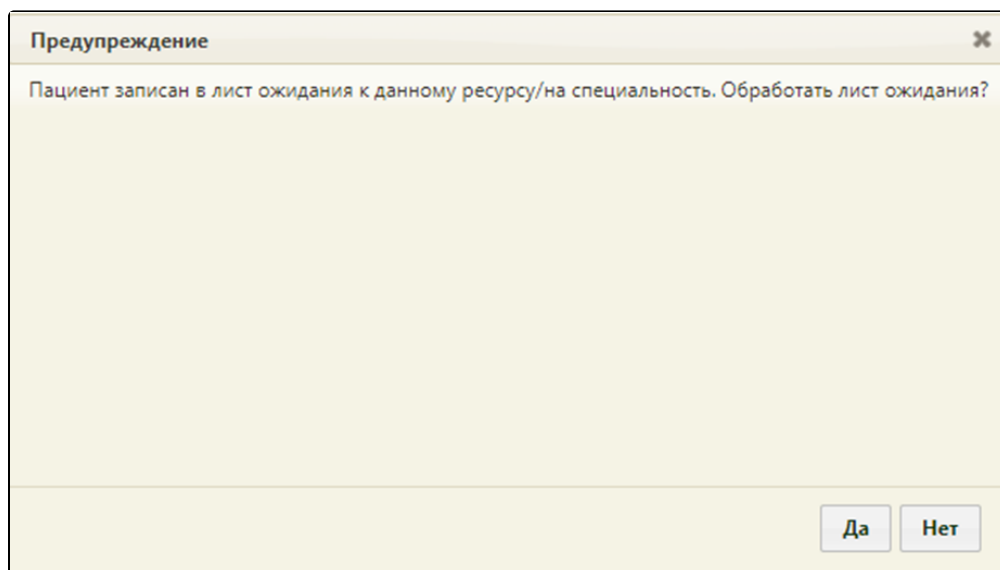 Предупреждение
Пациент записан в лист ожидания к данному ресурсу/на специальность. Обработать лист ожидания?
Да
Нет